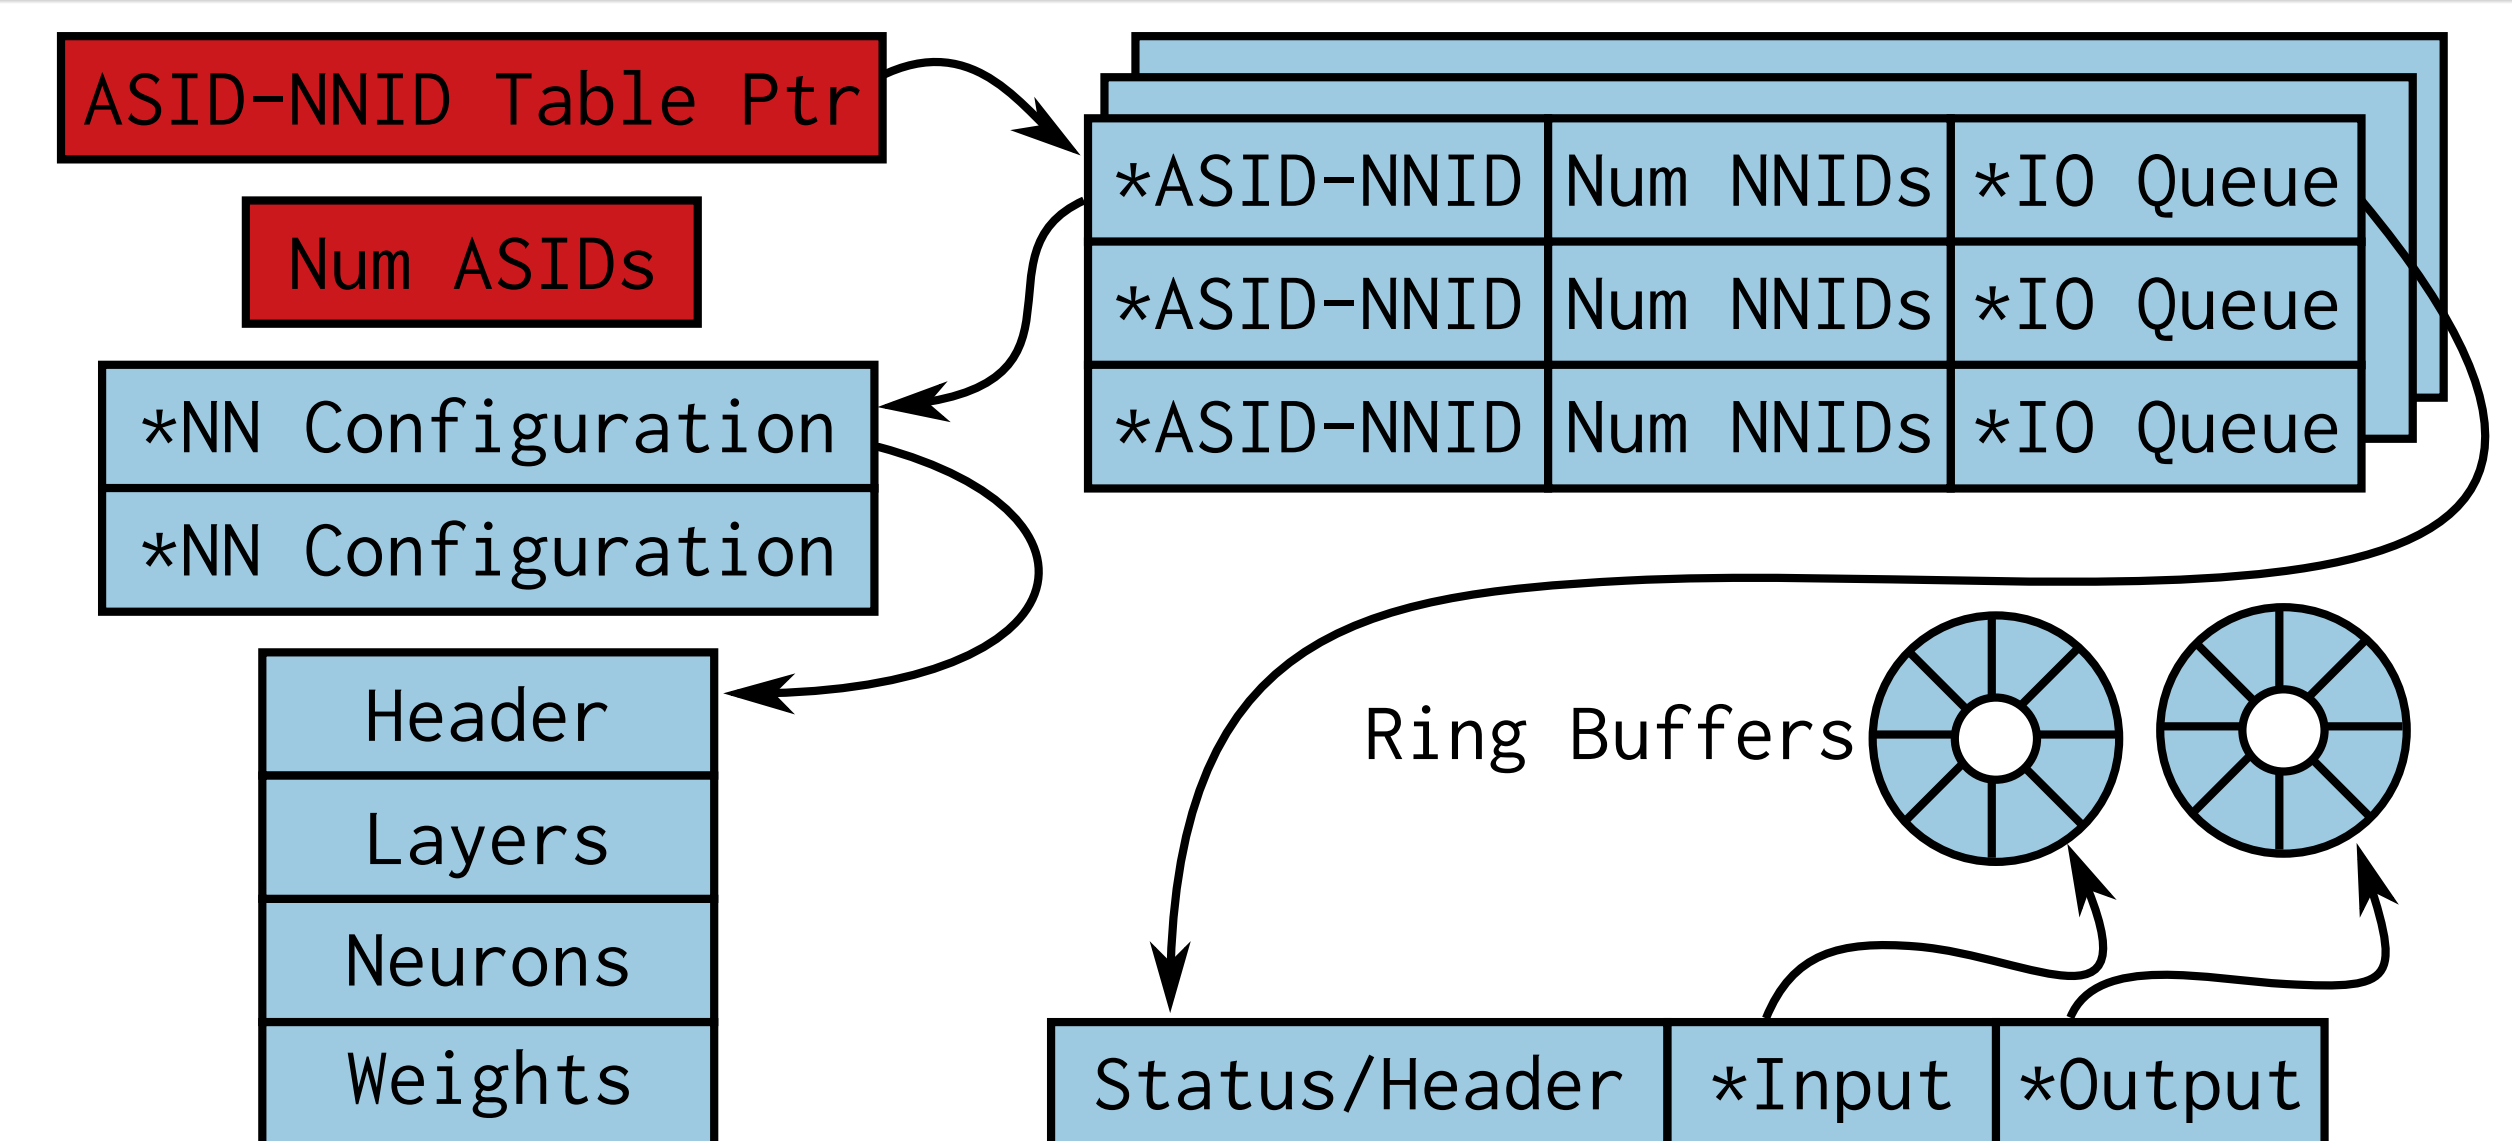 ASID-NNID Table Ptr
Num ASIDs
*ASID-NNID Num NNIDs *IO Queue
*ASID-NNID Num NNIDs *IO Queue
*ASID-NNID Num NNIDs *IO Queue
*NN Configuration
*NN Configuration
Header
Layers
Neurons
Weights
Ring Buffers
Status/Header *Input *Output